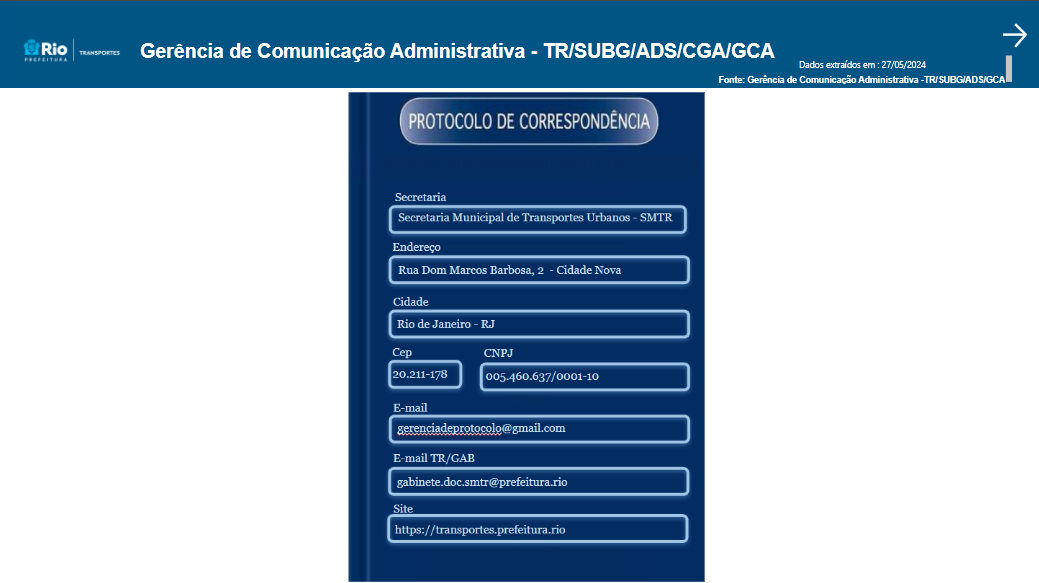 Rio
PREFEITURA
TRANSPORTES
Gerência de Comunicação Administrativa - TR/SUBG/ADS/CGA/GCA
Dados extraídos em : 27/05/2024
Fonte: Gerência de Comunicação Administrativa -TR/SUBG/ADS/GCA
PROTOCOLO DE CORRESPONDÊNCIA
Secretaria
Secretaria Municipal de Transportes Urbanos - SMTR
Endereço
Rua Dom Marcos Barbosa, 2 - Cidade Nova
Cidade
Rio de Janeiro - RJ
Cep
20.211-178
CNPJ
005.460.637/0001-10
E-mail
gerenciadeprotocolo@gmail.com
E-mail TR/GAB
gabinete.doc.smtr@prefeitura.rio
Site
https://transportes.prefeitura.rio